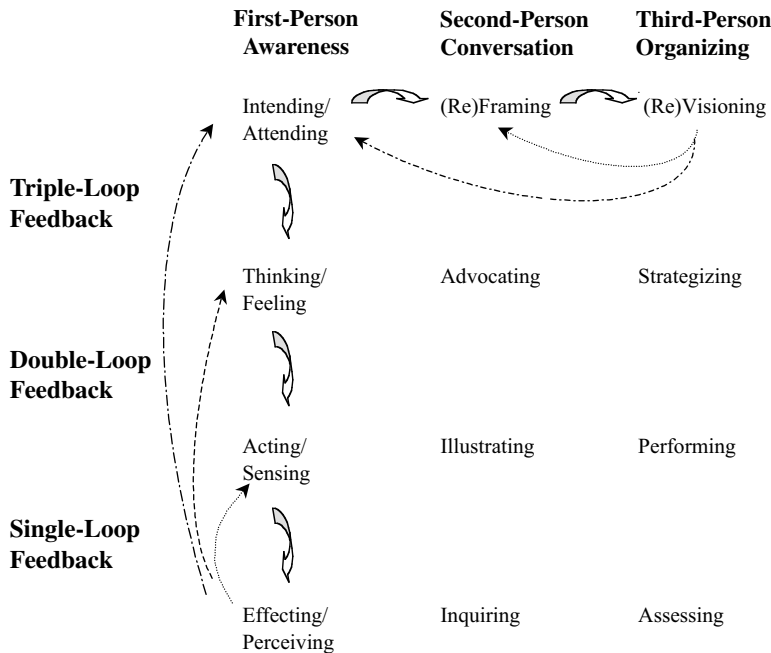 First-Person Second-Person Third-Person
Awareness Conversation Organizing
Intending/ (Re)Framing (Re)Visioning
Attending
Triple-Loop
Feedback
Thinking/ Advocating Strategizing
Feeling
Double-Loop
Feedback
Acting/ Illustrating Performing
Sensing
Single-Loop
Feedback
Effecting/ Inquiring Assessing
Perceiving